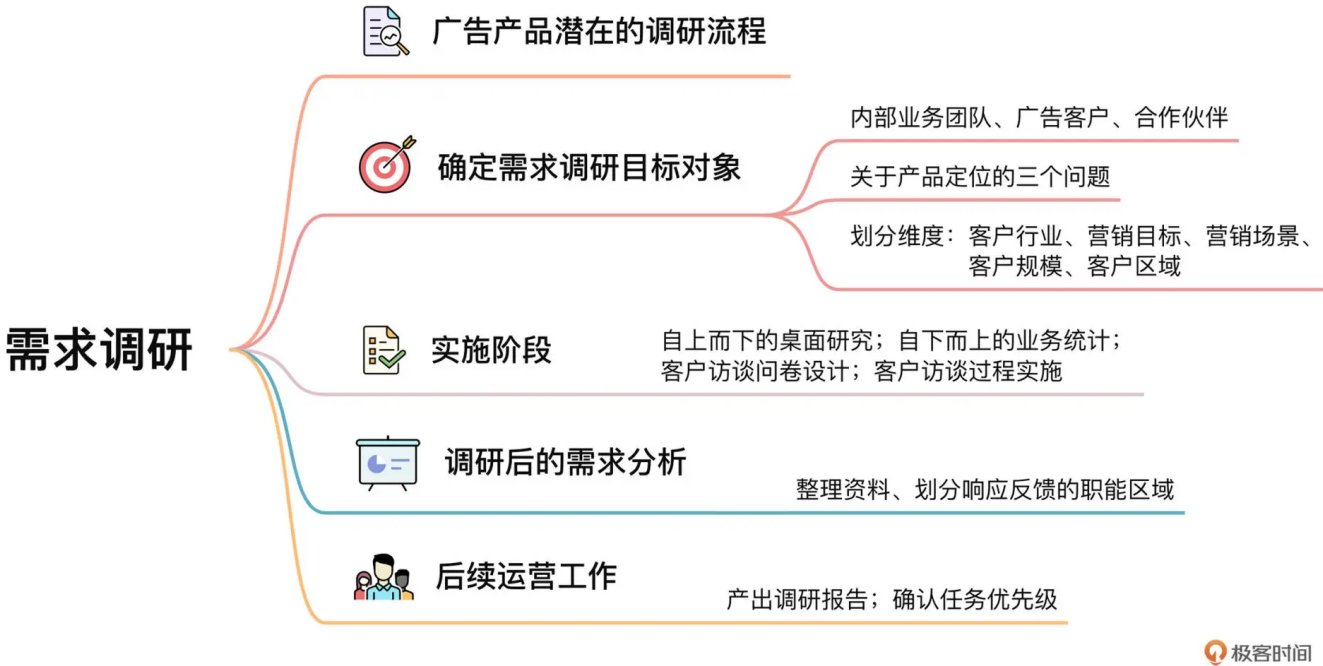 广告产品潜在的调研流程
内部业务团队、广告客户、合作伙伴
确定需求调研目标对象
关于产品定位的三个问题
划分维度：客户行业、营销目标、营销场景、
客户规模、客户区域
需求调研
实施阶段
自上而下的桌面研究；自下而上的业务统计；
客户访谈问卷设计；客户访谈过程实施
调研后的需求分析
整理资料、划分响应反馈的职能区域
后续运营工作
产出调研报告；确认任务优先级
极客时间